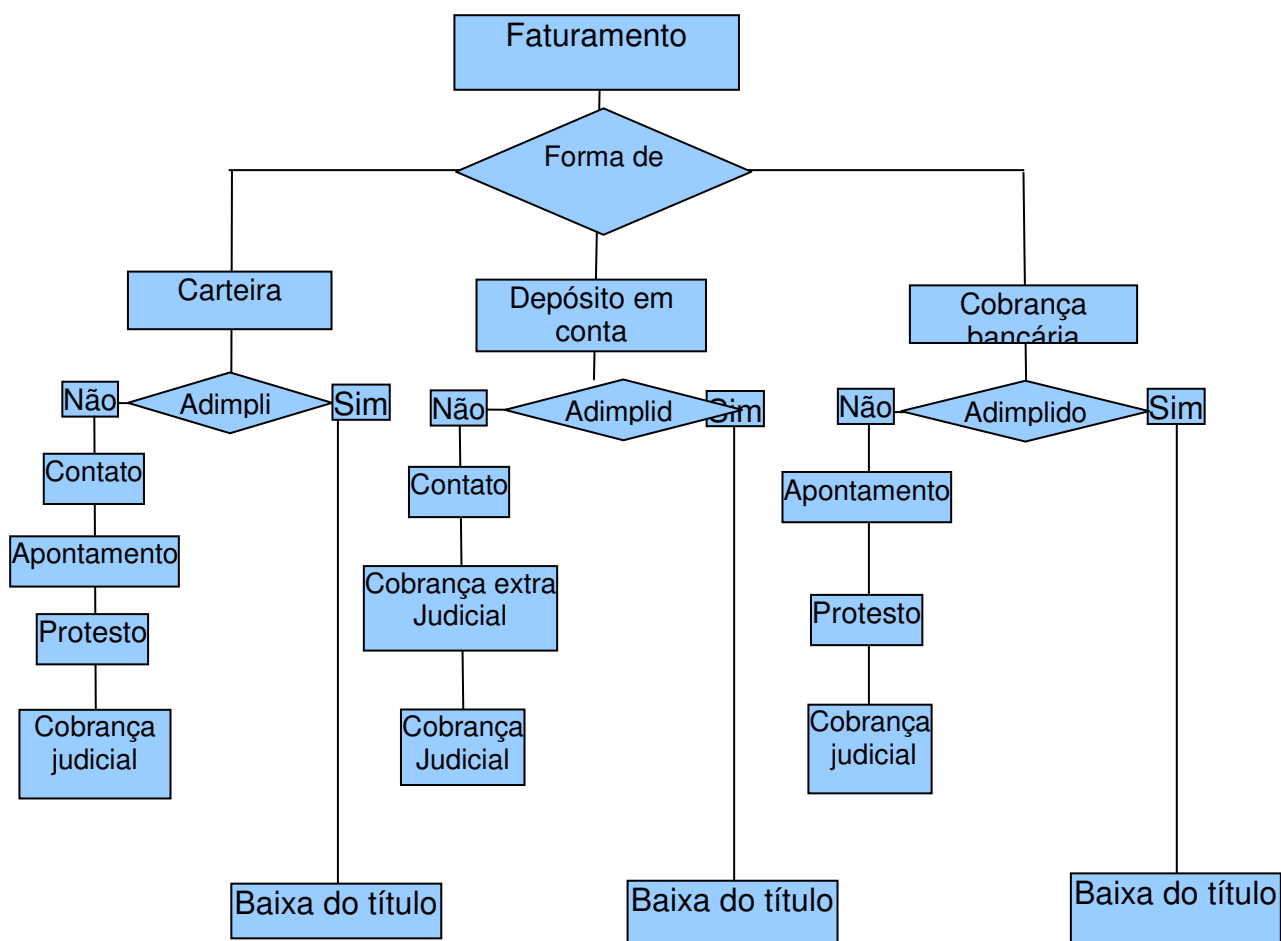 Faturamento
Forma de
Carteira
Depósito em
conta
Cobrança
bancária
Não
Adimpli
Sim
Não
Adimplid
Sim
Não
Adimplido
Sim
Contato
Contato
Apontamento
Apontamento
Cobrança extra
Judicial
Protesto
Protesto
Cobrança
judicial
Cobrança
Judicial
Cobrança
judicial
Baixa do título
Baixa do título
Baixa do título